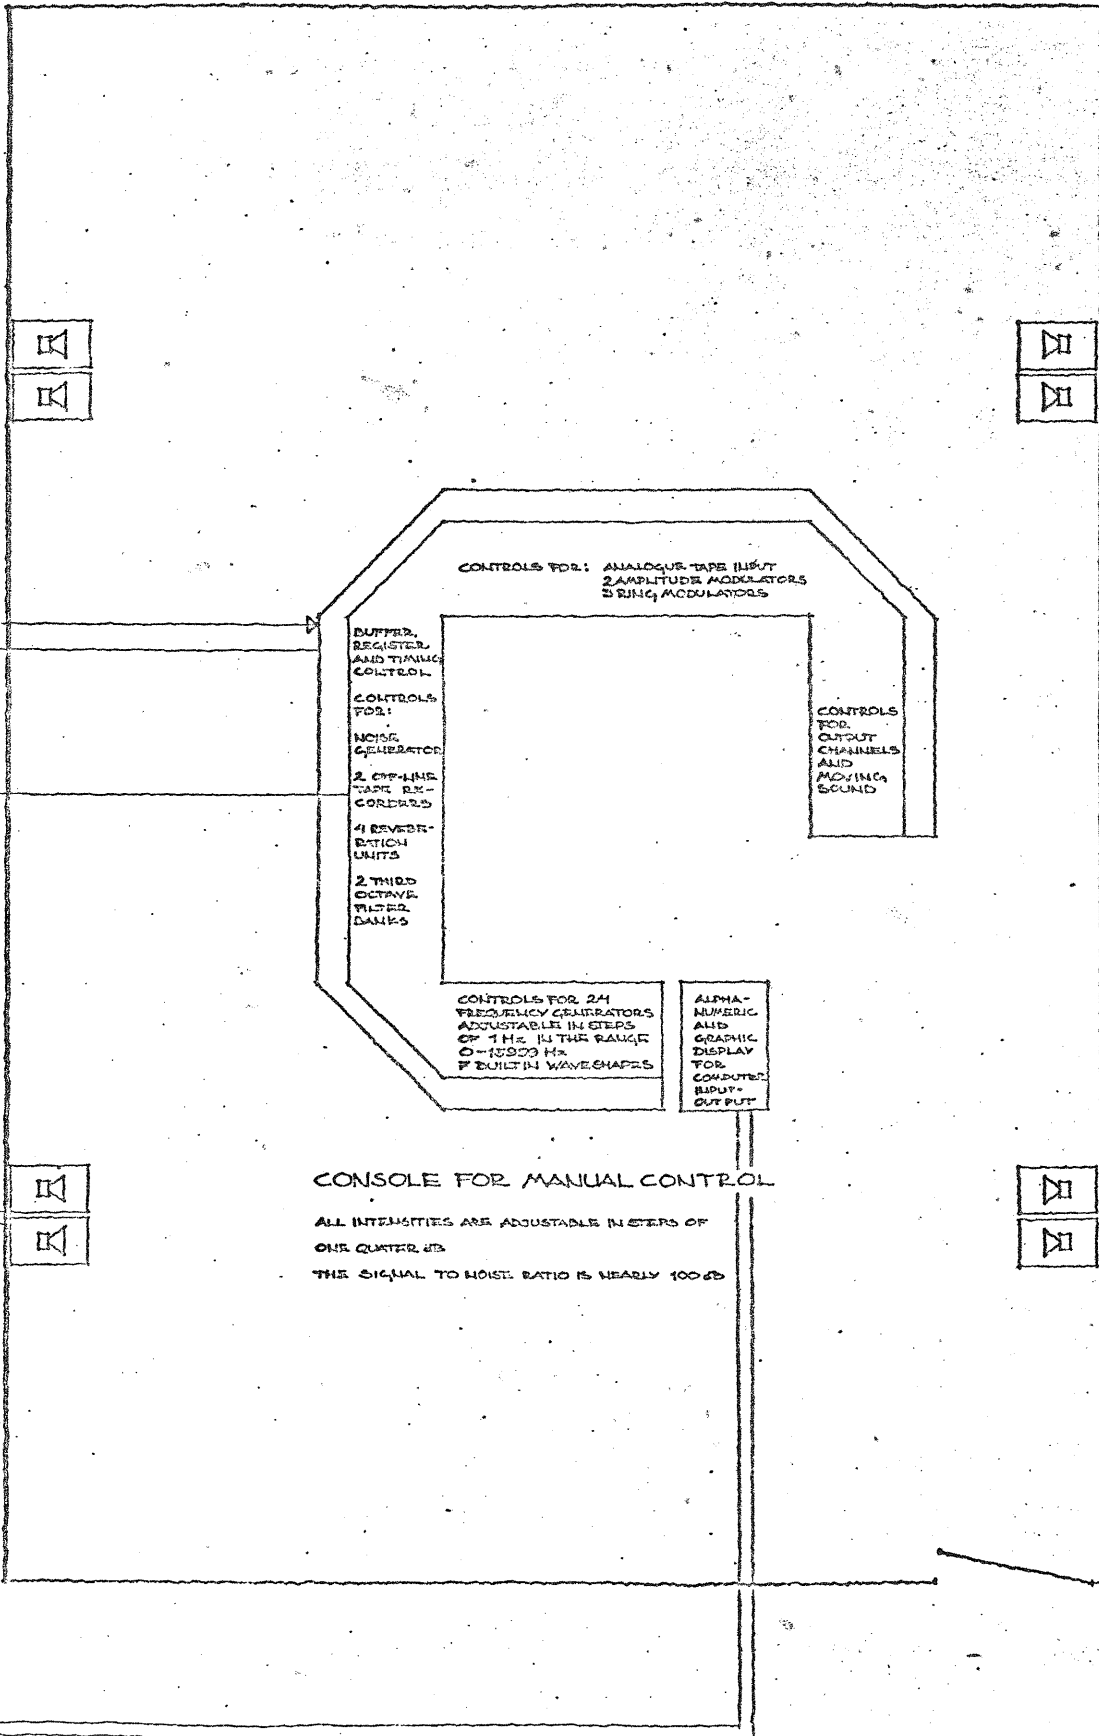 CONTROLS FOR: ANALOGUE TAPE INPUT
2 AMPLITUDE MODULATORS
3 RING MODULATORS
BUFFER,
REGISTER
AND TIMING
CONTROL
CONTROLS
FOR:
NOISE
GENERATOR
2 OFF-LINE
TAPE RE-
CORDERS
4 REVERBE-
RATION
UNITS
2 THIRD
OCTAVE
FILTER
BANKS
CONTROLS
FOR
OUTPUT
CHANNELS
AND
MOVING
SOUND
CONTROLS FOR 24
FREQUENCY GENERATORS
ADJUSTABLE IN STEPS
OF 1 Hz IN THE RANGE
0-15999 Hz
BUILT IN WAVESHAPES
ALPHA-
NUMERIC
AND
GRAPHIC
DISPLAY
FOR
COMPUTER
INPUT-
OUTPUT
CONSOLE FOR MANUAL CONTROL
ALL INTENSITIES ARE ADJUSTABLE IN STEPS OF
ONE QUATER dB
THE SIGNAL TO NOISE RATIO IS NEARLY 100 dB